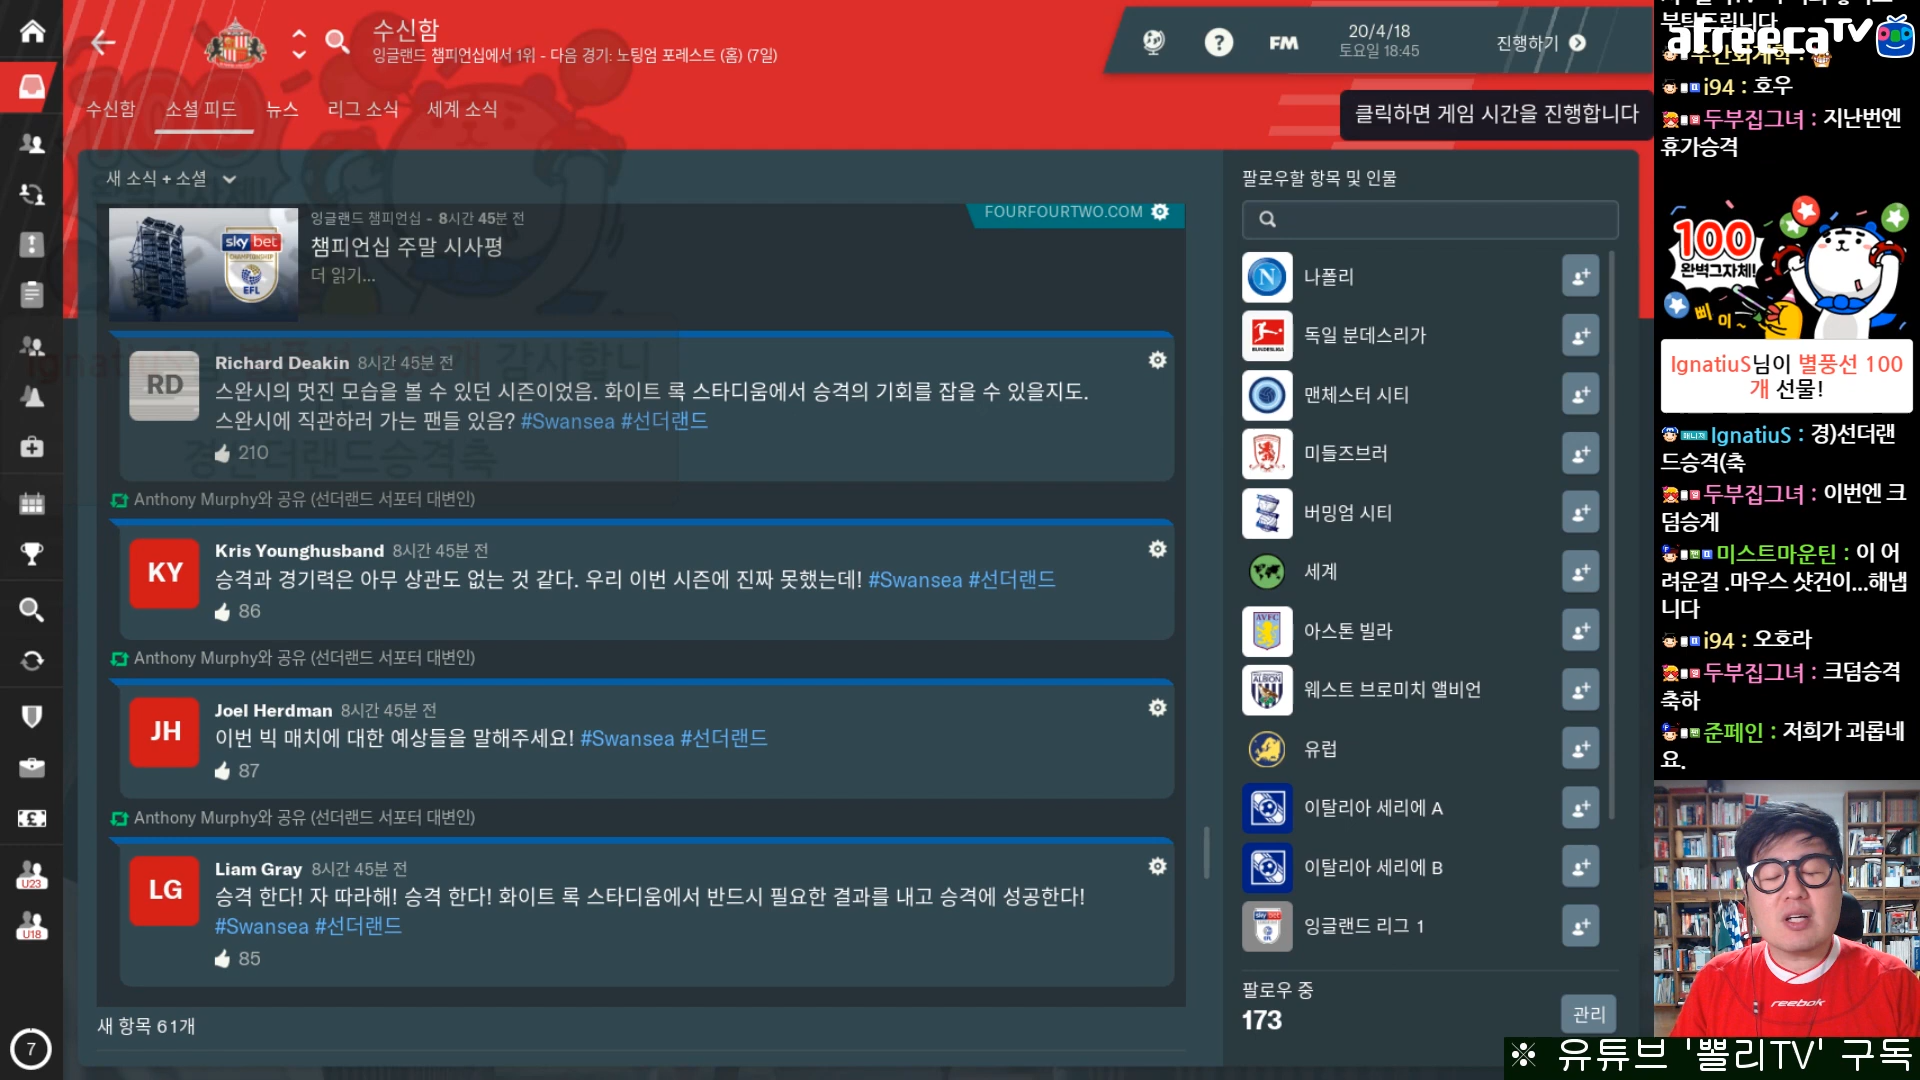 수신함
잉글랜드 챔피언십에서 1위 - 다음 경기: 노팅엄 포레스트 (홈) (7일)
FM
20/4/18
토요일 18:45
진행하기
수신함 소셜 피드 뉴스 리그 소식 세계 소식
클릭하면 게임 시간을 진행합니다
새 소식 + 소셜
잉글랜드 챔피언십 - 8시간 45분 전
FOURFOURTWO.COM
sky bet
CHAMPIONSHIP
EFL
챔피언십 주말 시사평
더 읽기...
RD
Richard Deakin 8시간 45분 전
스완시의 멋진 모습을 볼 수 있던 시즌이었음. 화이트 록 스타디움에서 승격의 기회를 잡을 수 있을지도.
스완시에 직관하러 가는 팬들 있음? #Swansea #선더랜드
210
Anthony Murphy와 공유 (선더랜드 서포터 대변인)
KY
Kris Younghusband 8시간 45분 전
승격과 경기력은 아무 상관도 없는 것 같다. 우리 이번 시즌에 진짜 못했는데! #Swansea #선더랜드
86
Anthony Murphy와 공유 (선더랜드 서포터 대변인)
JH
Joel Herdman 8시간 45분 전
이번 빅 매치에 대한 예상들을 말해주세요! #Swansea #선더랜드
87
Anthony Murphy와 공유 (선더랜드 서포터 대변인)
LG
Liam Gray 8시간 45분 전
승격 한다! 자 따라해! 승격 한다! 화이트 록 스타디움에서 반드시 필요한 결과를 내고 승격에 성공한다!
#Swansea #선더랜드
85
새 항목 61개
U23
U18
7
팔로우할 항목 및 인물
나폴리
독일 분데스리가
맨체스터 시티
미들즈브러
버밍엄 시티
세계
아스톤 빌라
웨스트 브로미치 앨비언
유럽
이탈리아 세리에 A
이탈리아 세리에 B
잉글랜드 리그 1
팔로우 중
173
관리
부탁드립니다
afreecaTV
i94 : 호우
두부집그녀 : 지난번엔
휴가승격
100
완벽그자체!
삐이~
IgnatiuS님이 별풍선 100
개 선물!
IgnatiuS : 경)선더랜
드승격(축
두부집그녀 : 이번엔 크
덤승계
미스트마운틴 : 이 어
려운걸 .마우스 샷건이...해냅
니다
i94 : 오호라
두부집그녀 : 크덤승격
축하
준페인 : 저희가 괴롭네
요.
Reebok
※ 유튜브 '뽈리TV' 구독